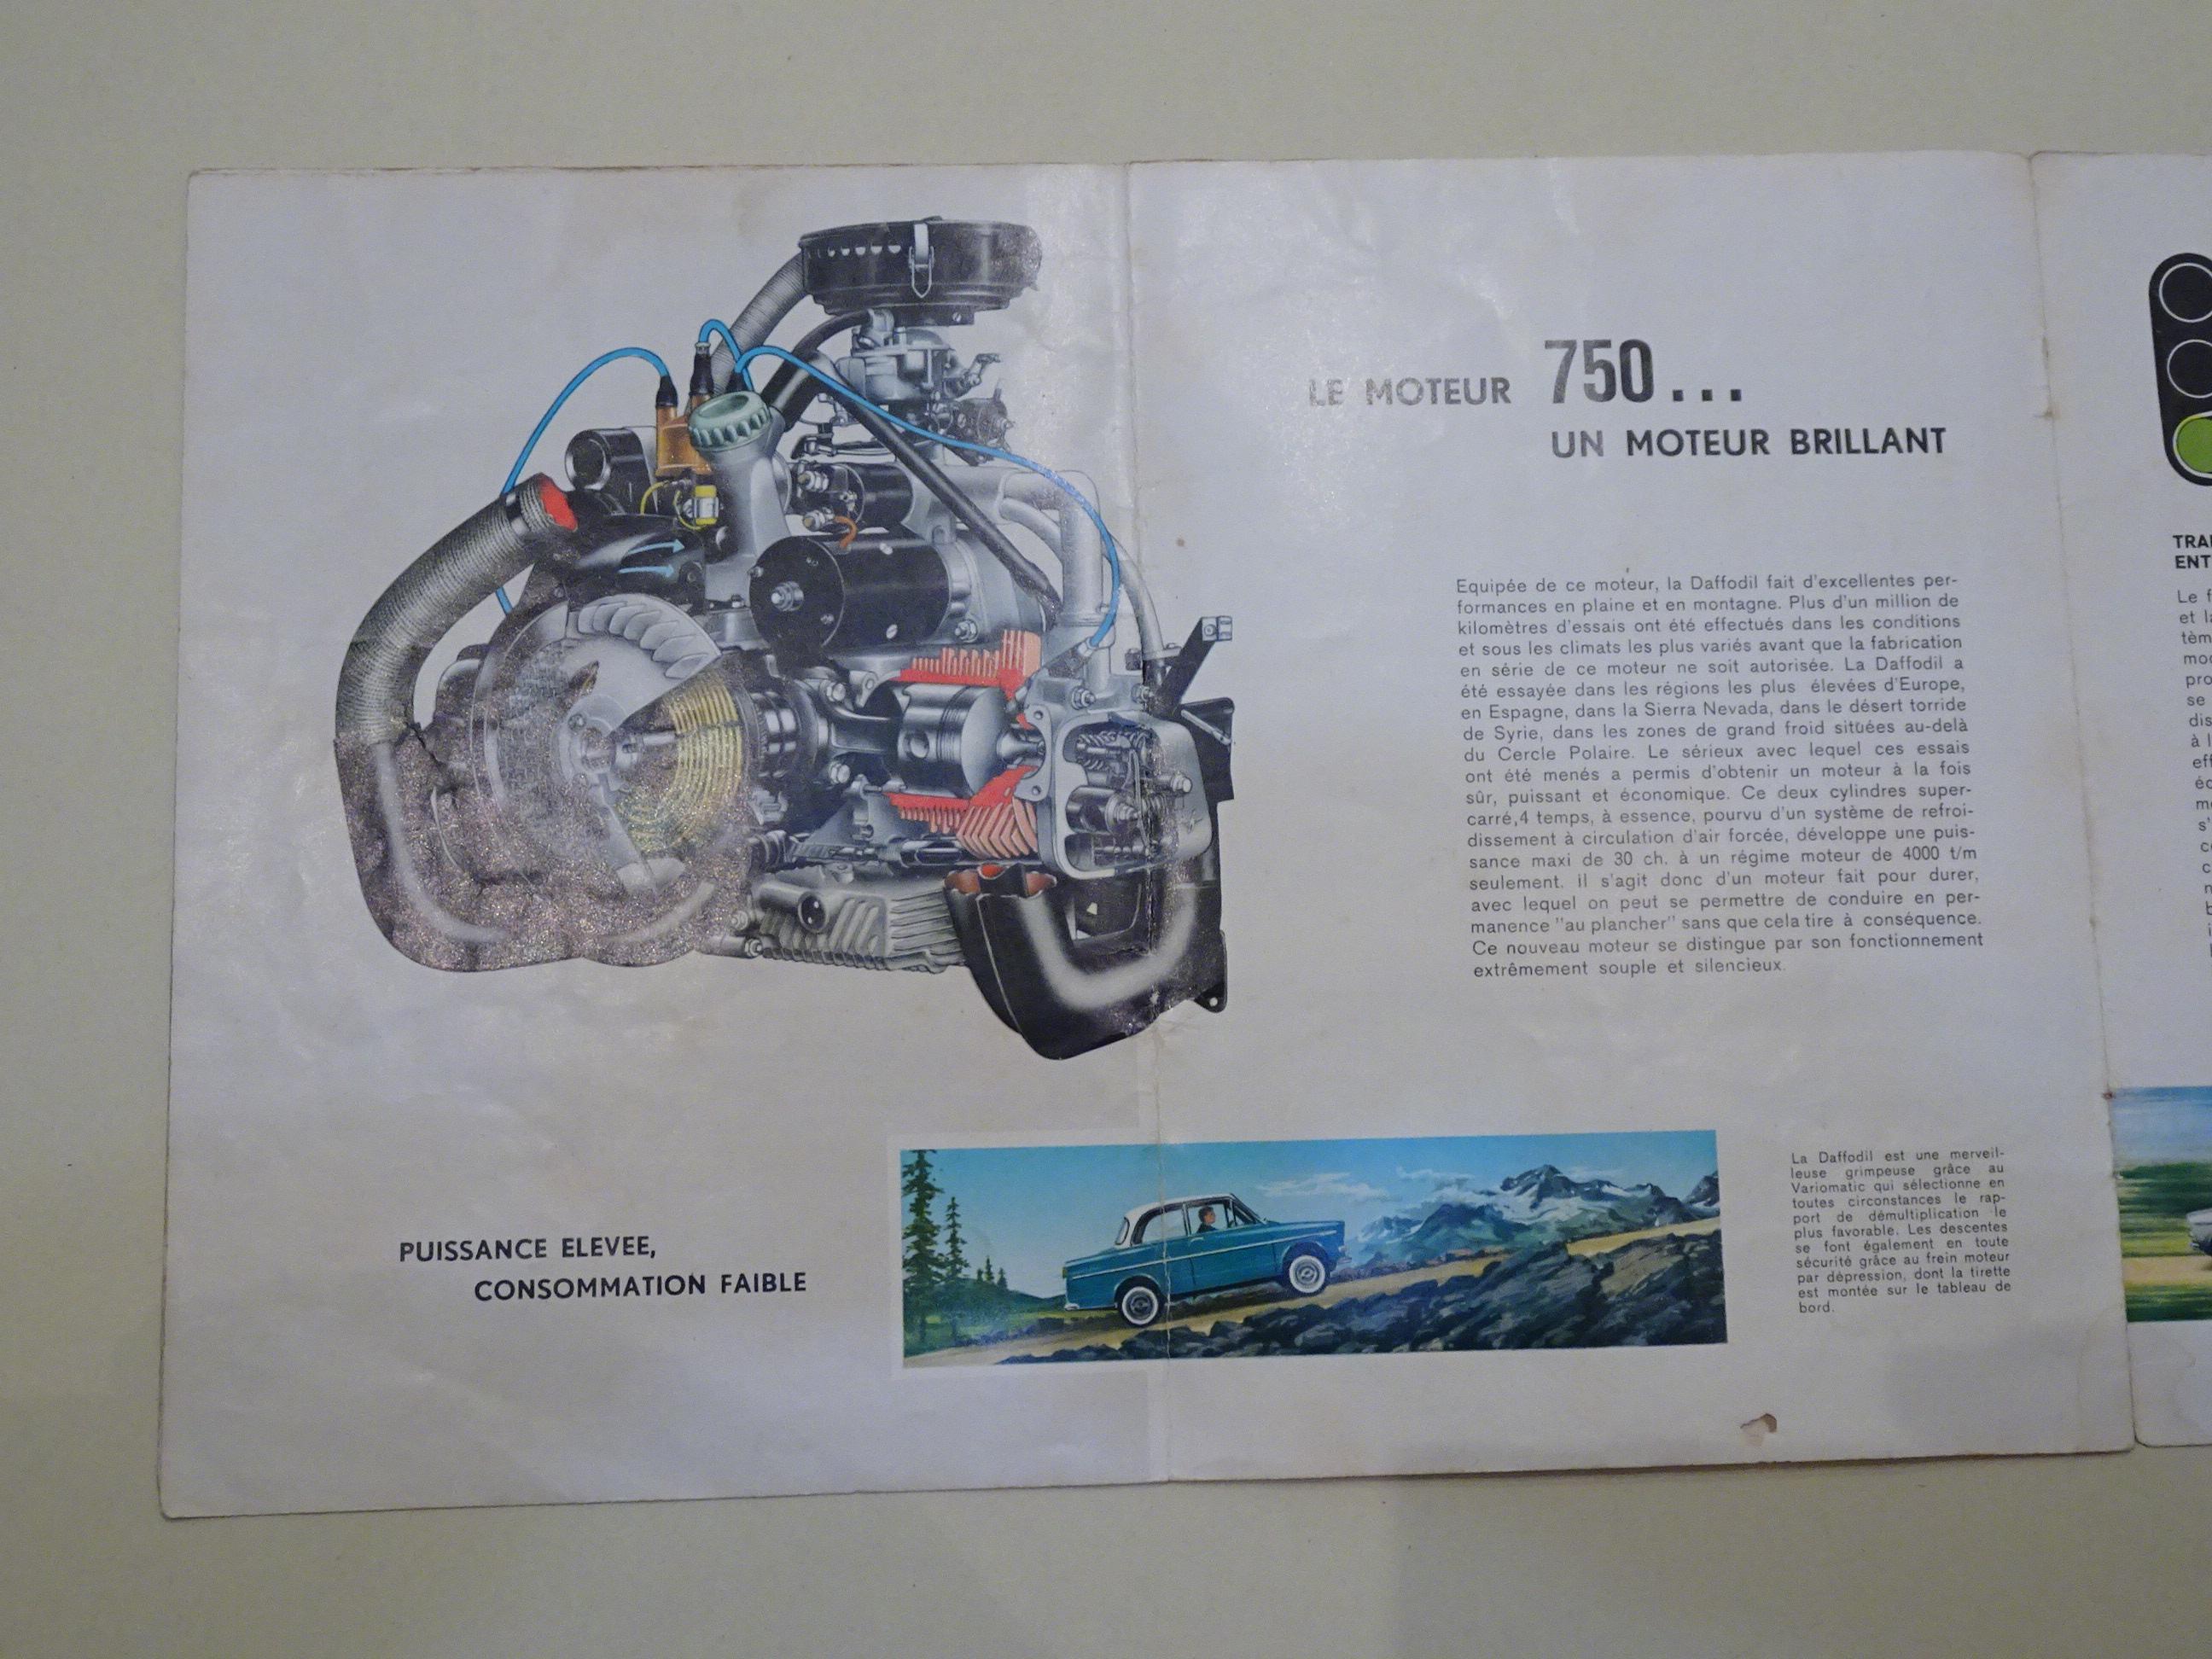 LE MOTEUR 750...
UN MOTEUR BRILLANT
Equipée de ce moteur, la Daffodil fait d'excellentes per-
formances en plaine et en montagne. Plus d'un million de
kilomètres d'essais ont été effectués dans les conditions
et sous les climats les plus variés avant que la fabrication
en série de ce moteur ne soit autorisée. La Daffodil a
été essayée dans les régions les plus élevées d'Europe,
en Espagne, dans la Sierra Nevada, dans le désert torride
de Syrie, dans les zones de grand froid situées au-delà
du Cercle Polaire. Le sérieux avec lequel ces essais
ont été menés a permis d'obtenir un moteur à la fois
sûr, puissant et économique. Ce deux cylindres super-
carré,4 temps, à essence, pourvu d'un système de refroi-
dissement à circulation d'air forcée, développe une puis-
sance maxi de 30 ch. à un régime moteur de 4000 t/m
seulement. Il s'agit donc d'un moteur fait pour durer,
avec lequel on peut se permettre de conduire en per-
manence "au plancher" sans que cela tire à conséquence.
Ce nouveau moteur se distingue par son fonctionnement
extrêmement souple et silencieux.
PUISSANCE ELEVEE,
CONSOMMATION FAIBLE
La Daffodil est une merveil-
leuse grimpeuse grâce au
Variomatic qui sélectionne en
toutes circonstances le rap-
port de démultiplication le
plus favorable. Les descentes
se font également en toute
sécurité grâce au frein moteur
par dépression, dont la tirette
est montée sur le tableau de
bord.
TRA
ENT
Le f
et l